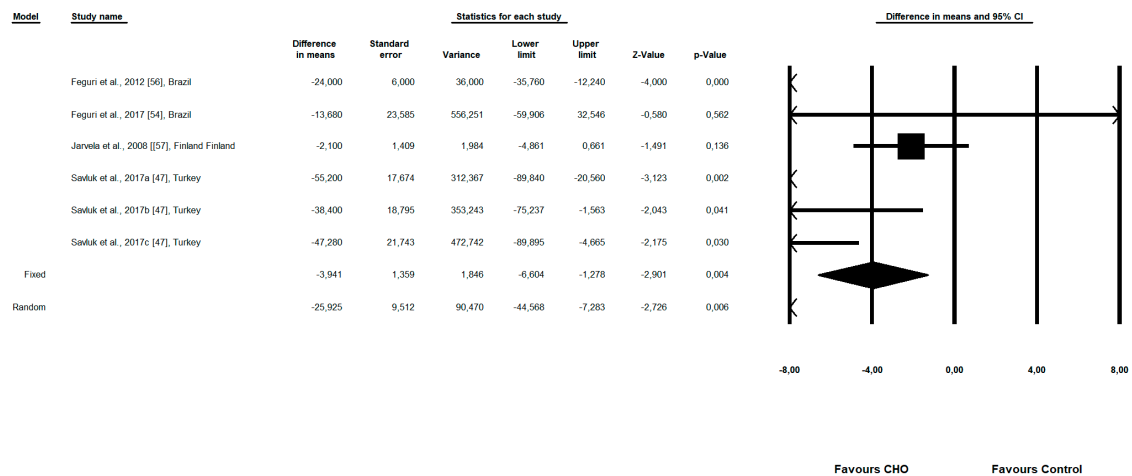 Model Study name Statistics for each study Difference in means and 95% CI
Difference in means Standard error Variance Lower limit Upper limit Z-Value p-Value
Feguri et al., 2012 [56], Brazil -24,000 6,000 36,000 -35,760 -12,240 -4,000 0,000
Feguri et al., 2017 [54], Brazil -13,680 23,585 556,251 -59,906 32,546 -0,580 0,562
Jarvela et al., 2008 [[57], Finland Finland -2,100 1,409 1,984 -4,861 0,661 -1,491 0,136
Savluk et al., 2017a [47], Turkey -55,200 17,674 312,367 -89,840 -20,560 -3,123 0,002
Savluk et al., 2017b [47], Turkey -38,400 18,795 353,243 -75,237 -1,563 -2,043 0,041
Savluk et al., 2017c [47], Turkey -47,280 21,743 472,742 -89,895 -4,665 -2,175 0,030
Fixed -3,941 1,359 1,846 -6,604 -1,278 -2,901 0,004
Random -25,925 9,512 90,470 -44,568 -7,283 -2,726 0,006
-8,00 -4,00 0,00 4,00 8,00
Favours CHO Favours Control